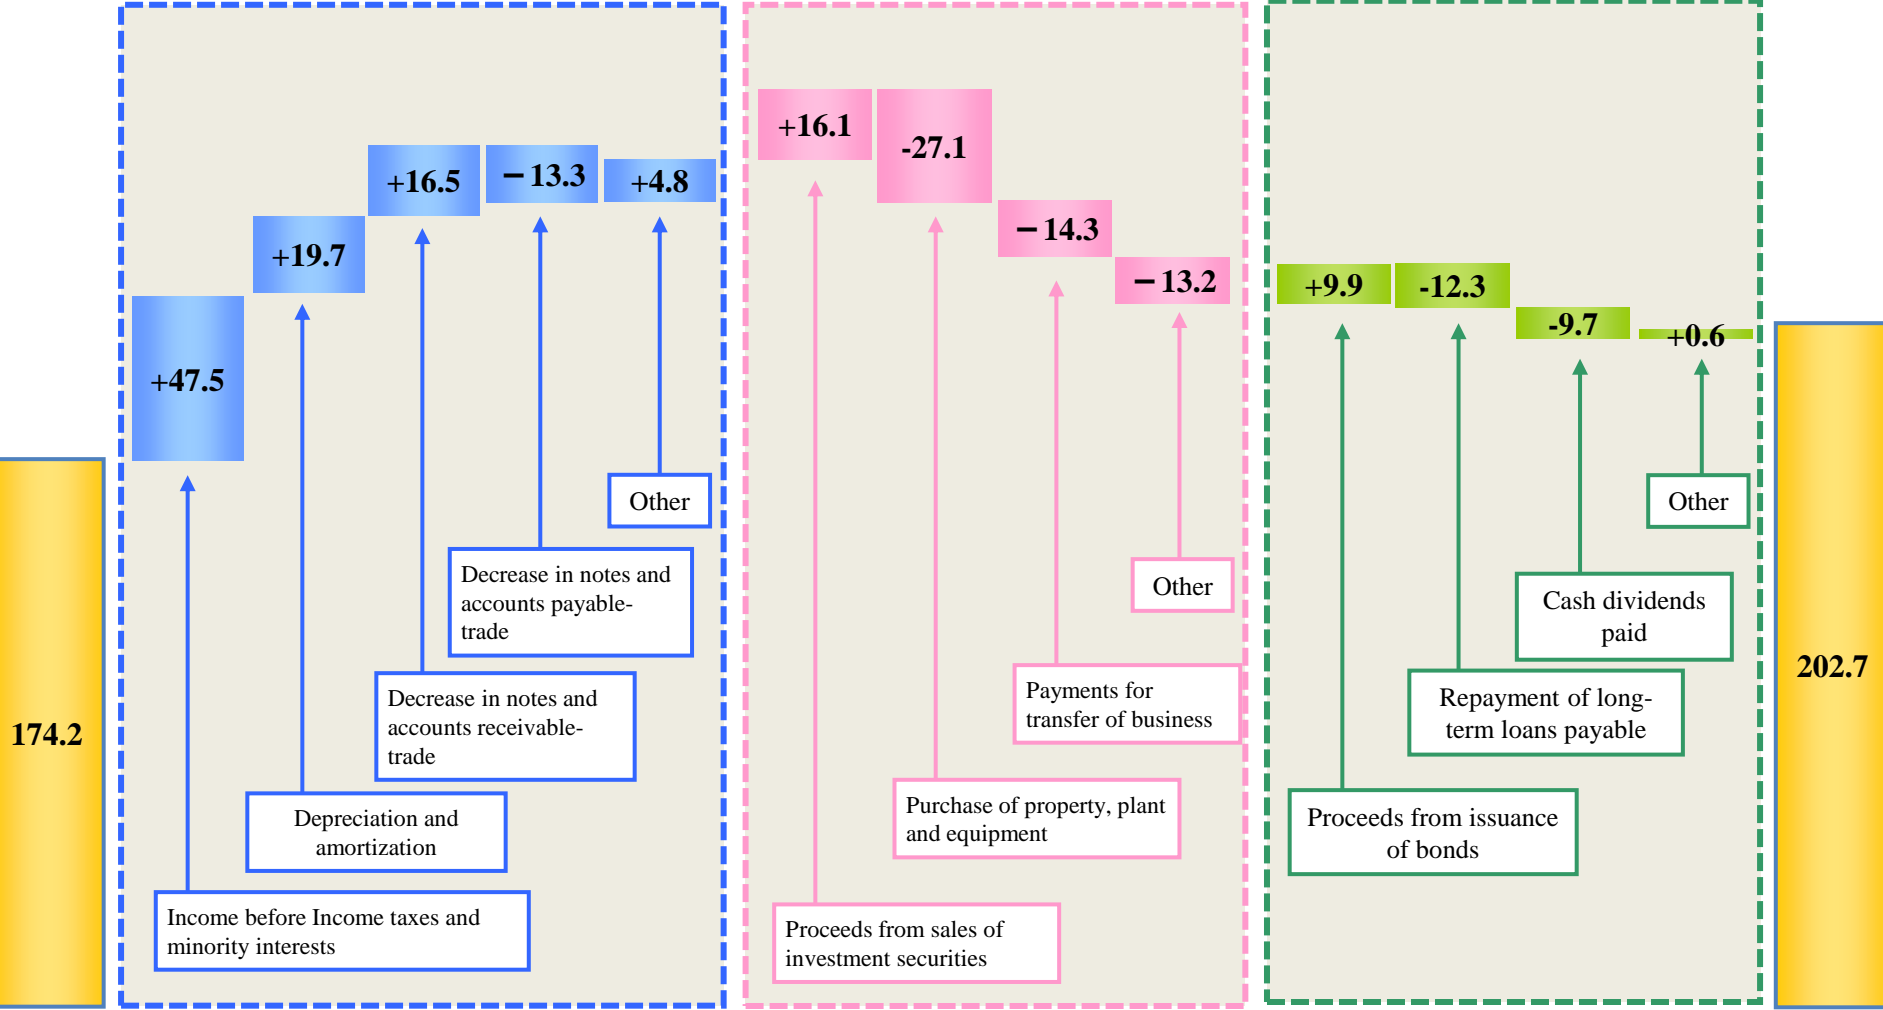 174.2
+47.5
+19.7
+16.5
−13.3
+4.8
Other
Decrease in notes and
accounts payable-
trade
Decrease in notes and
accounts receivable-
trade
Depreciation and
amortization
Income before Income taxes and
minority interests
+16.1
-27.1
−14.3
−13.2
Other
Payments for
transfer of business
Purchase of property, plant
and equipment
Proceeds from sales of
investment securities
+9.9
-12.3
-9.7
+0.6
Other
Cash dividends
paid
Repayment of long-
term loans payable
Proceeds from issuance
of bonds
202.7